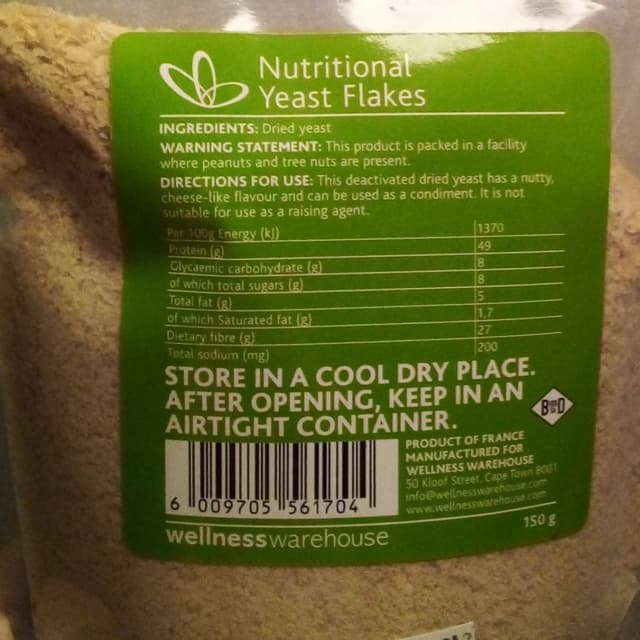 Nutritional
Yeast Flakes
INGREDIENTS: Dried yeast
WARNING STATEMENT: This product is packed in a facility
where peanuts and tree nuts are present.
DIRECTIONS FOR USE: This deactivated dried yeast has a nutty,
cheese-like flavour and can be used as a condiment. It is not
suitable for use as a raising agent.
Per 100g Energy (kJ) 1370
Protein (g) 49
Glycaemic carbohydrate (g) 8
of which total sugars (g) 8
Total fat (g) 5
of which Saturated fat (g) 1,7
Dietary fibre (g) 27
Total sodium (mg) 200
STORE IN A COOL DRY PLACE.
AFTER OPENING, KEEP IN AN
AIRTIGHT CONTAINER.
PRODUCT OF FRANCE
MANUFACTURED FOR
WELLNESS WAREHOUSE
50 Kloof Street, Cape Town 8001
info@wellnesswarehouse.com
www.wellnesswarehouse.com
6 009705 561704
150 g
wellnesswarehouse